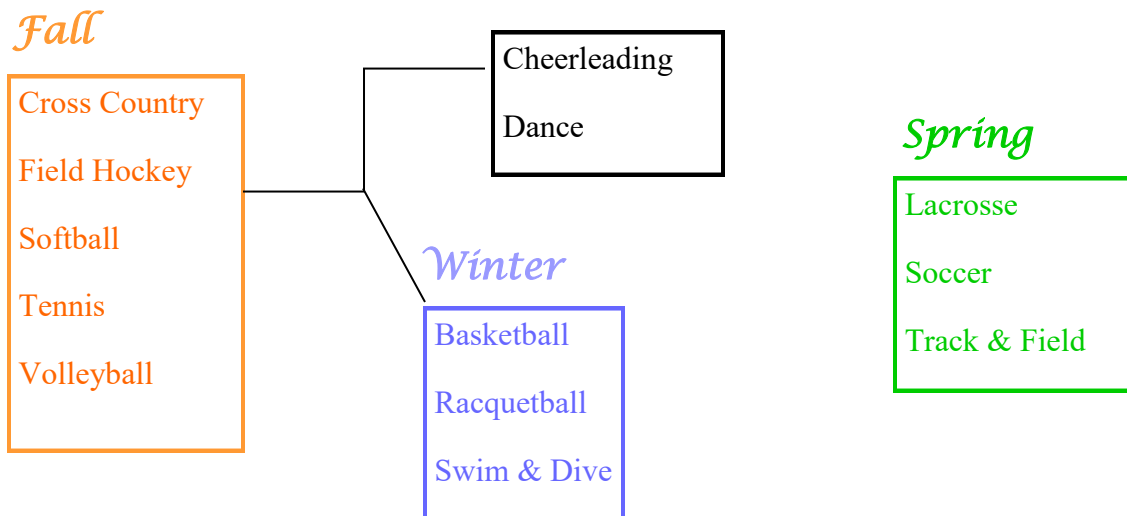 Fall
Cross Country
Field Hockey
Softball
Tennis
Volleyball
Cheerleading
Dance
Winter
Basketball
Racquetball
Swim & Dive
Spring
Lacrosse
Soccer
Track & Field